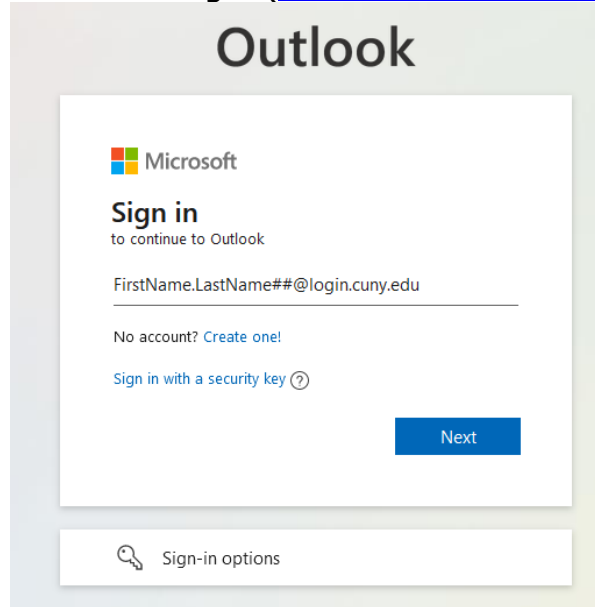 Outlook
Microsoft
Sign in
to continue to Outlook
FirstName.LastName##@login.cuny.edu
No account? Create one!
Sign in with a security key ?
Next
Sign-in options